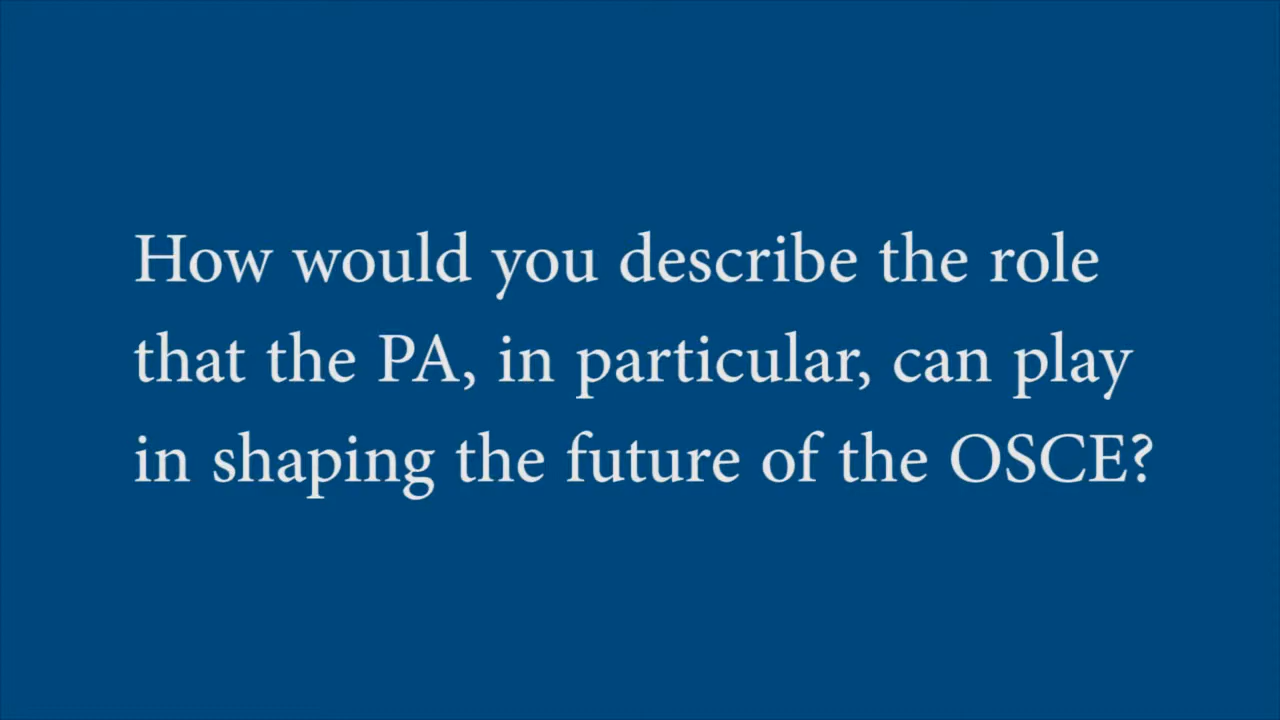 How would you describe the role
that the PA, in particular, can play
in shaping the future of the OSCE?